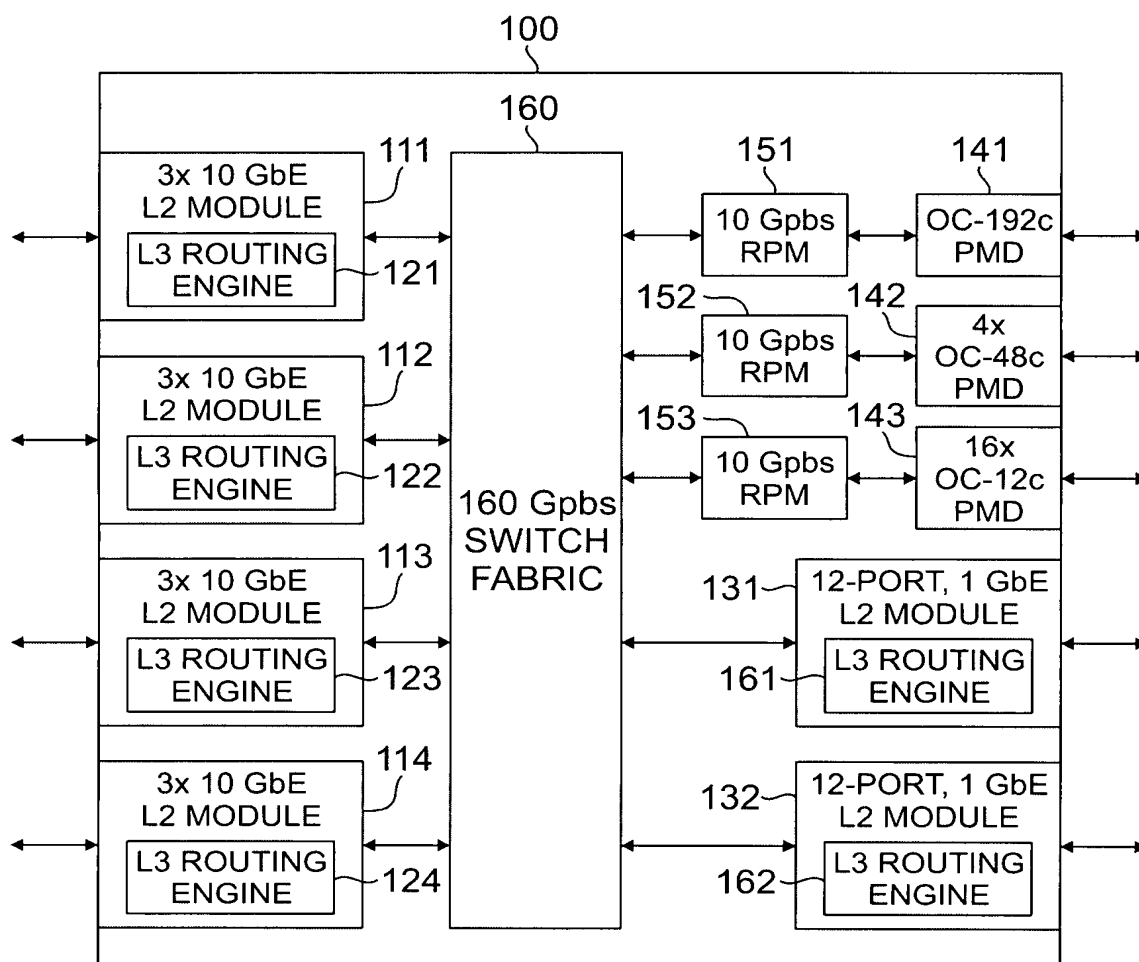 100
160
111
3x 10 GbE
L2 MODULE
L3 ROUTING
ENGINE
121
112
3x 10 GbE
L2 MODULE
L3 ROUTING
ENGINE
122
113
3x 10 GbE
L2 MODULE
L3 ROUTING
ENGINE
123
114
3x 10 GbE
L2 MODULE
L3 ROUTING
ENGINE
124
160 Gpbs
SWITCH
FABRIC
151
10 Gpbs
RPM
141
OC-192c
PMD
152
10 Gpbs
RPM
142
4x
OC-48c
PMD
153
10 Gpbs
RPM
143
16x
OC-12c
PMD
131
12-PORT, 1 GbE
L2 MODULE
161
L3 ROUTING
ENGINE
132
12-PORT, 1 GbE
L2 MODULE
162
L3 ROUTING
ENGINE